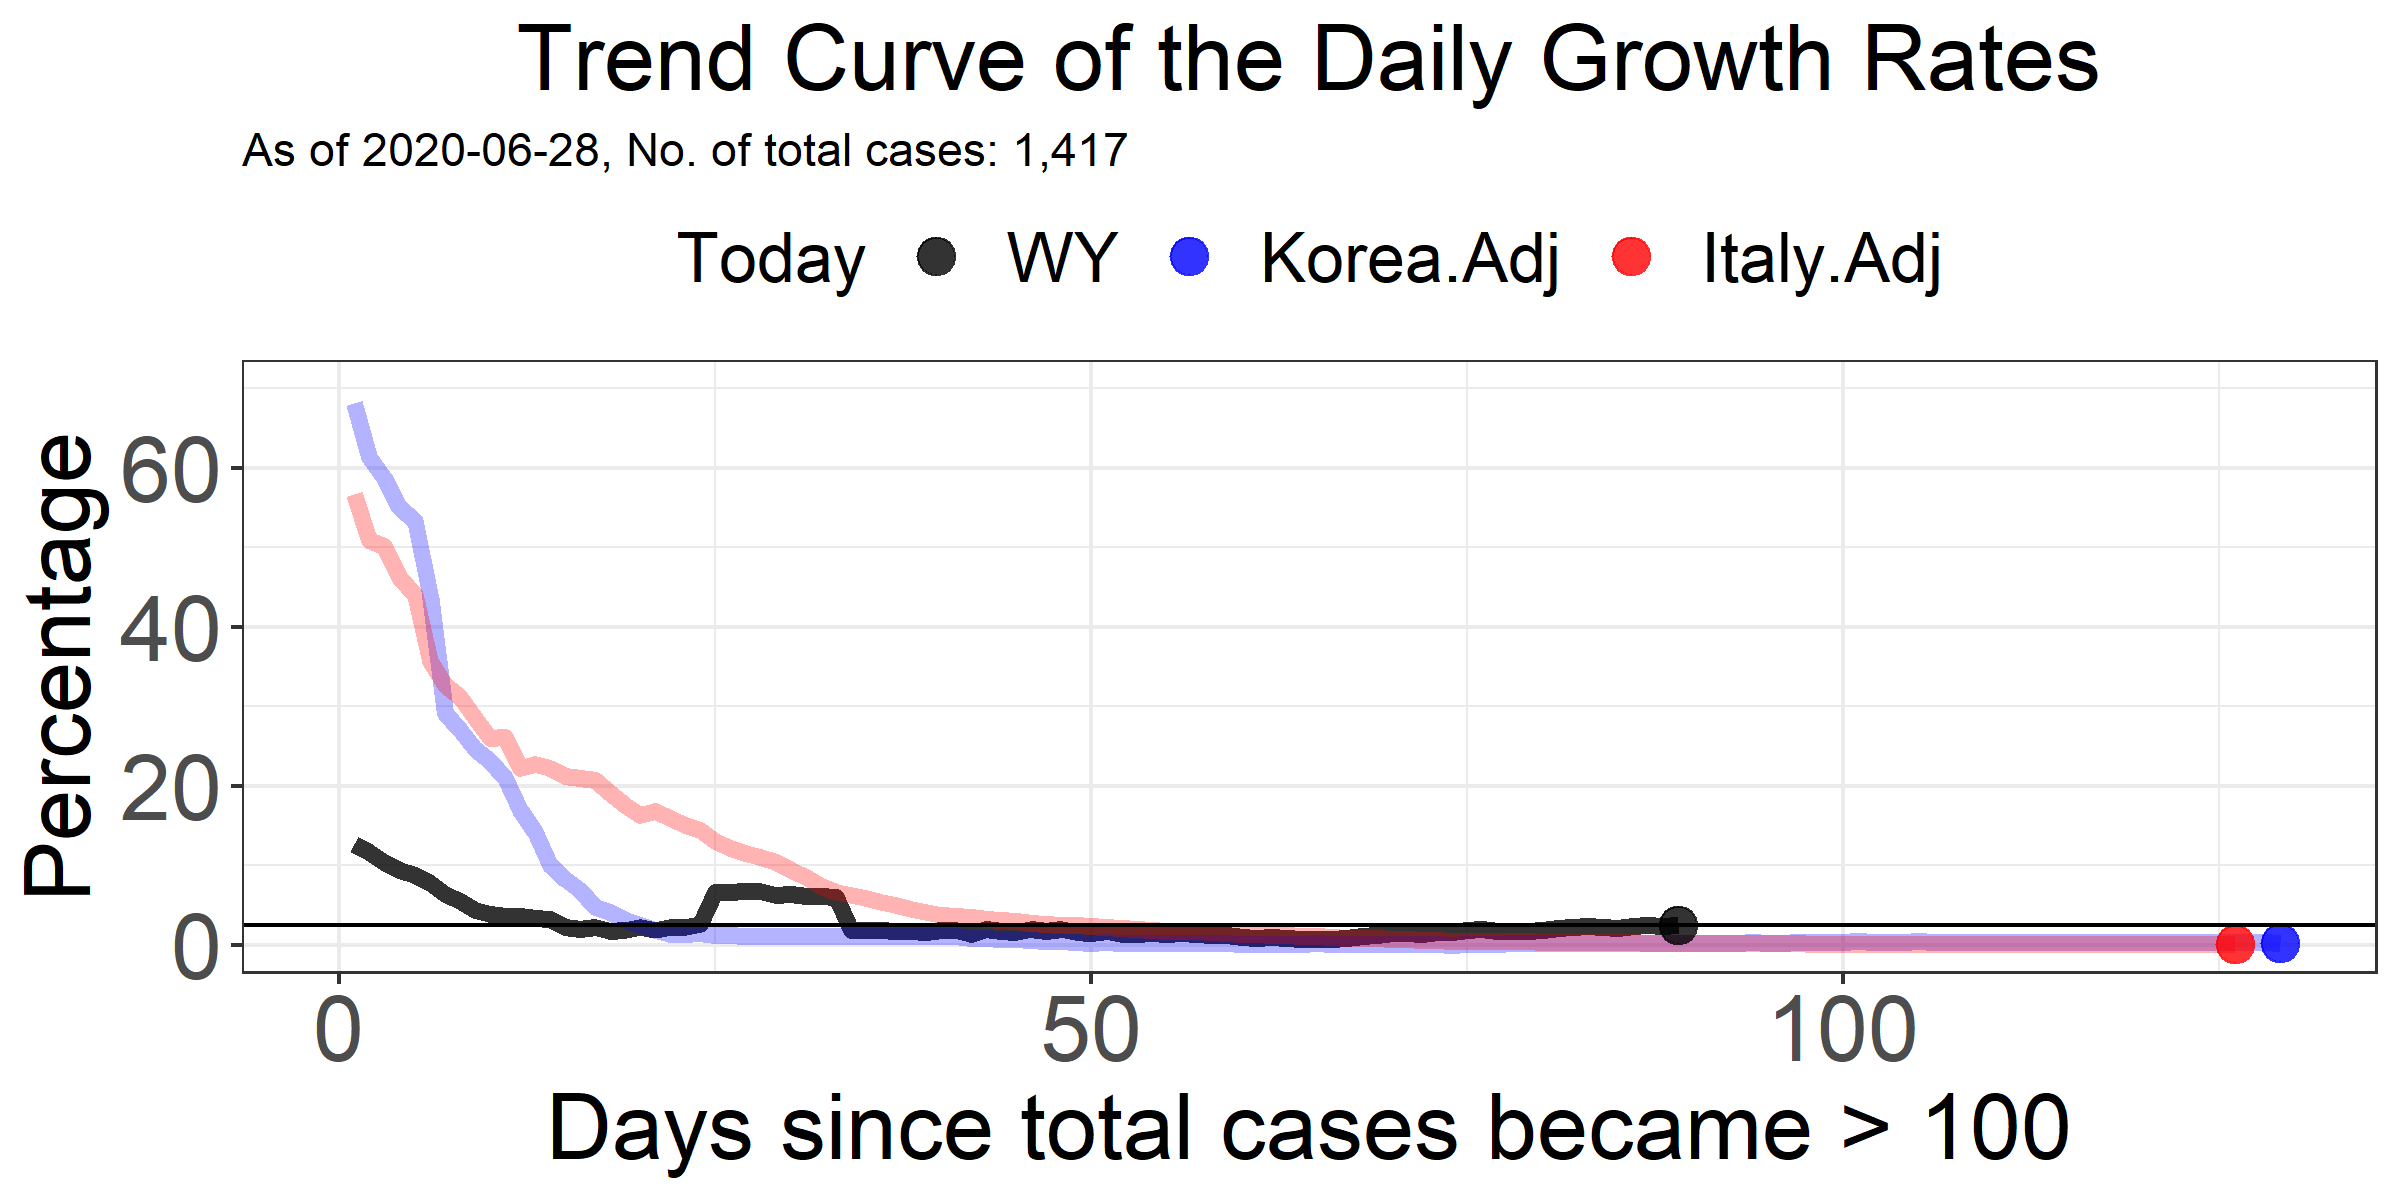 Trend Curve of the Daily Growth Rates
As of 2020-06-28, No. of total cases: 1,417
Today WY Korea.Adj Italy.Adj
Percentage
60
40
20
0
0 50 100
Days since total cases became > 100